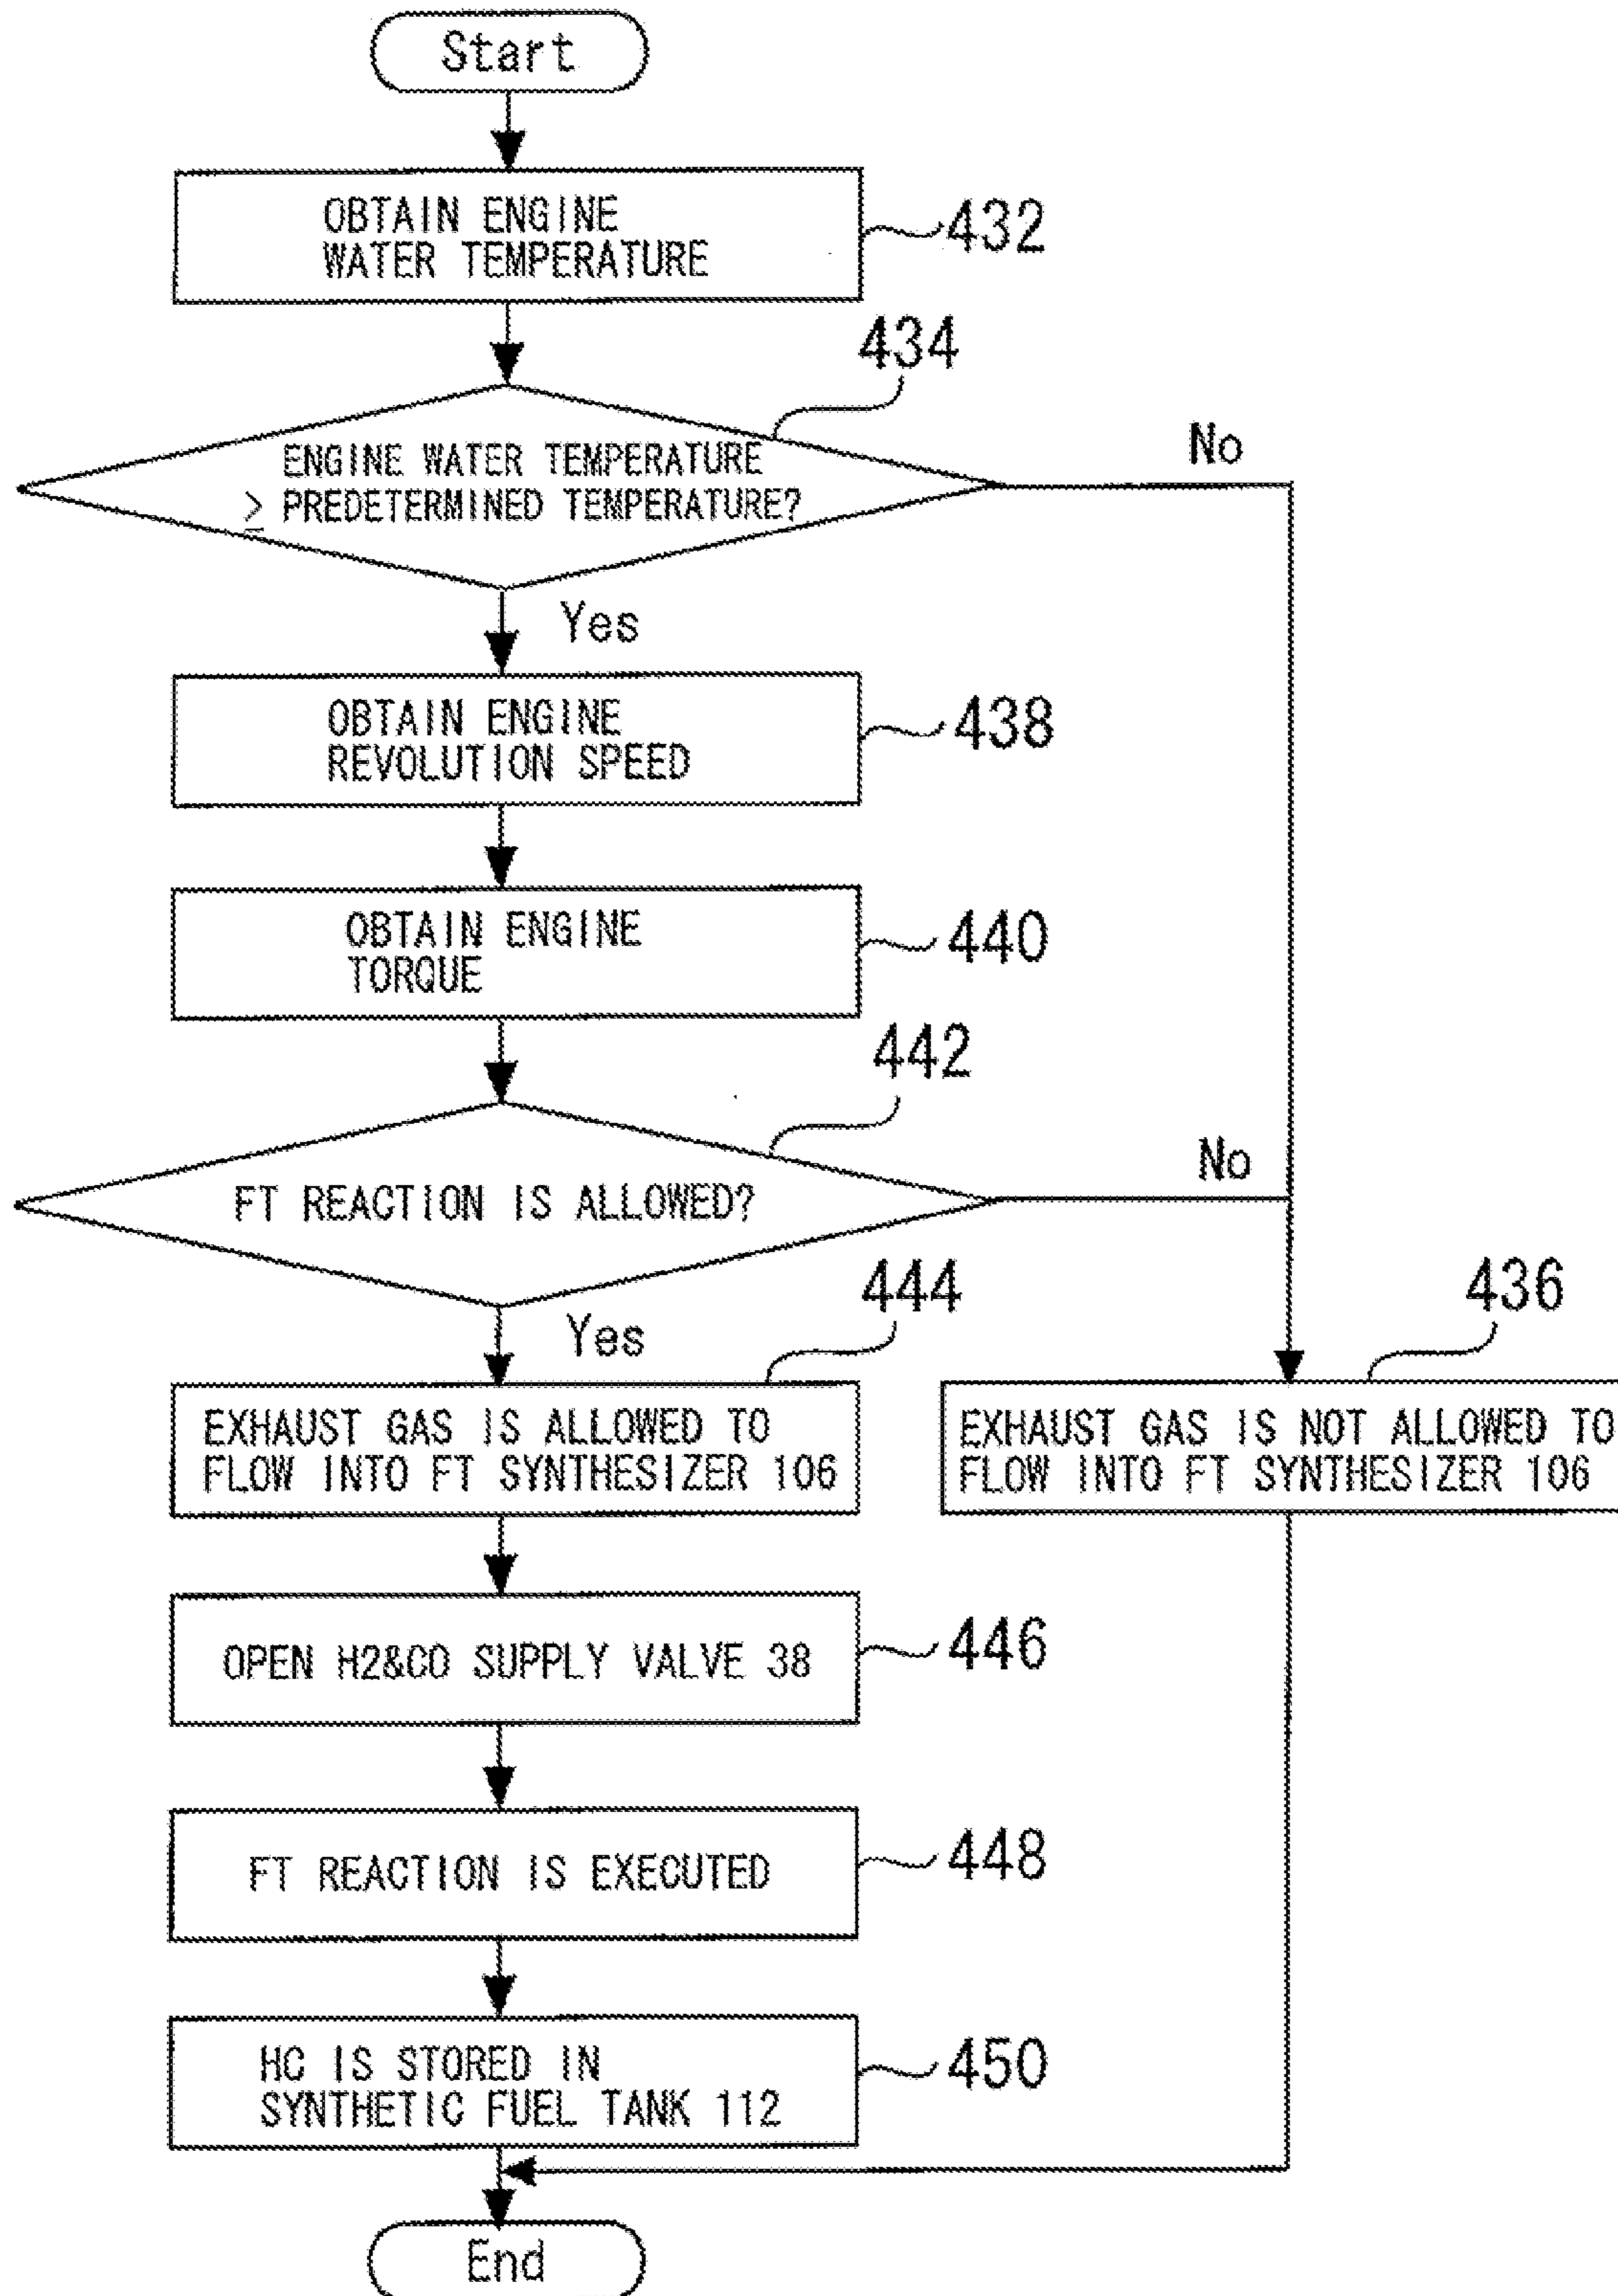 Start
OBTAIN ENGINE
WATER TEMPERATURE
432
434
ENGINE WATER TEMPERATURE
≥ PREDETERMINED TEMPERATURE?
No
Yes
OBTAIN ENGINE
REVOLUTION SPEED
438
OBTAIN ENGINE
TORQUE
440
442
FT REACTION IS ALLOWED?
No
Yes
444
436
EXHAUST GAS IS ALLOWED TO
FLOW INTO FT SYNTHESIZER 106
EXHAUST GAS IS NOT ALLOWED TO
FLOW INTO FT SYNTHESIZER 106
OPEN H2&CO SUPPLY VALVE 38
446
FT REACTION IS EXECUTED
448
HC IS STORED IN
SYNTHETIC FUEL TANK 112
450
End